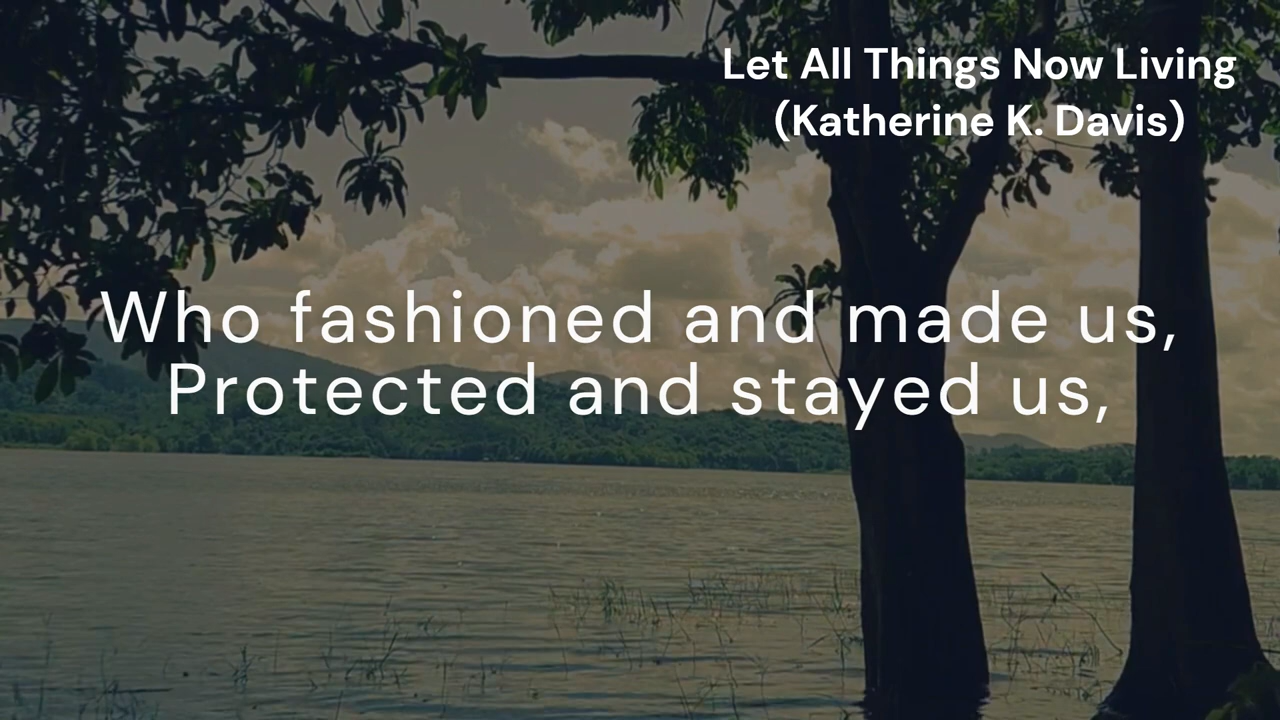 Let All Things Now Living
(Katherine K. Davis)
Who fashioned and made us,
Protected and stayed us,